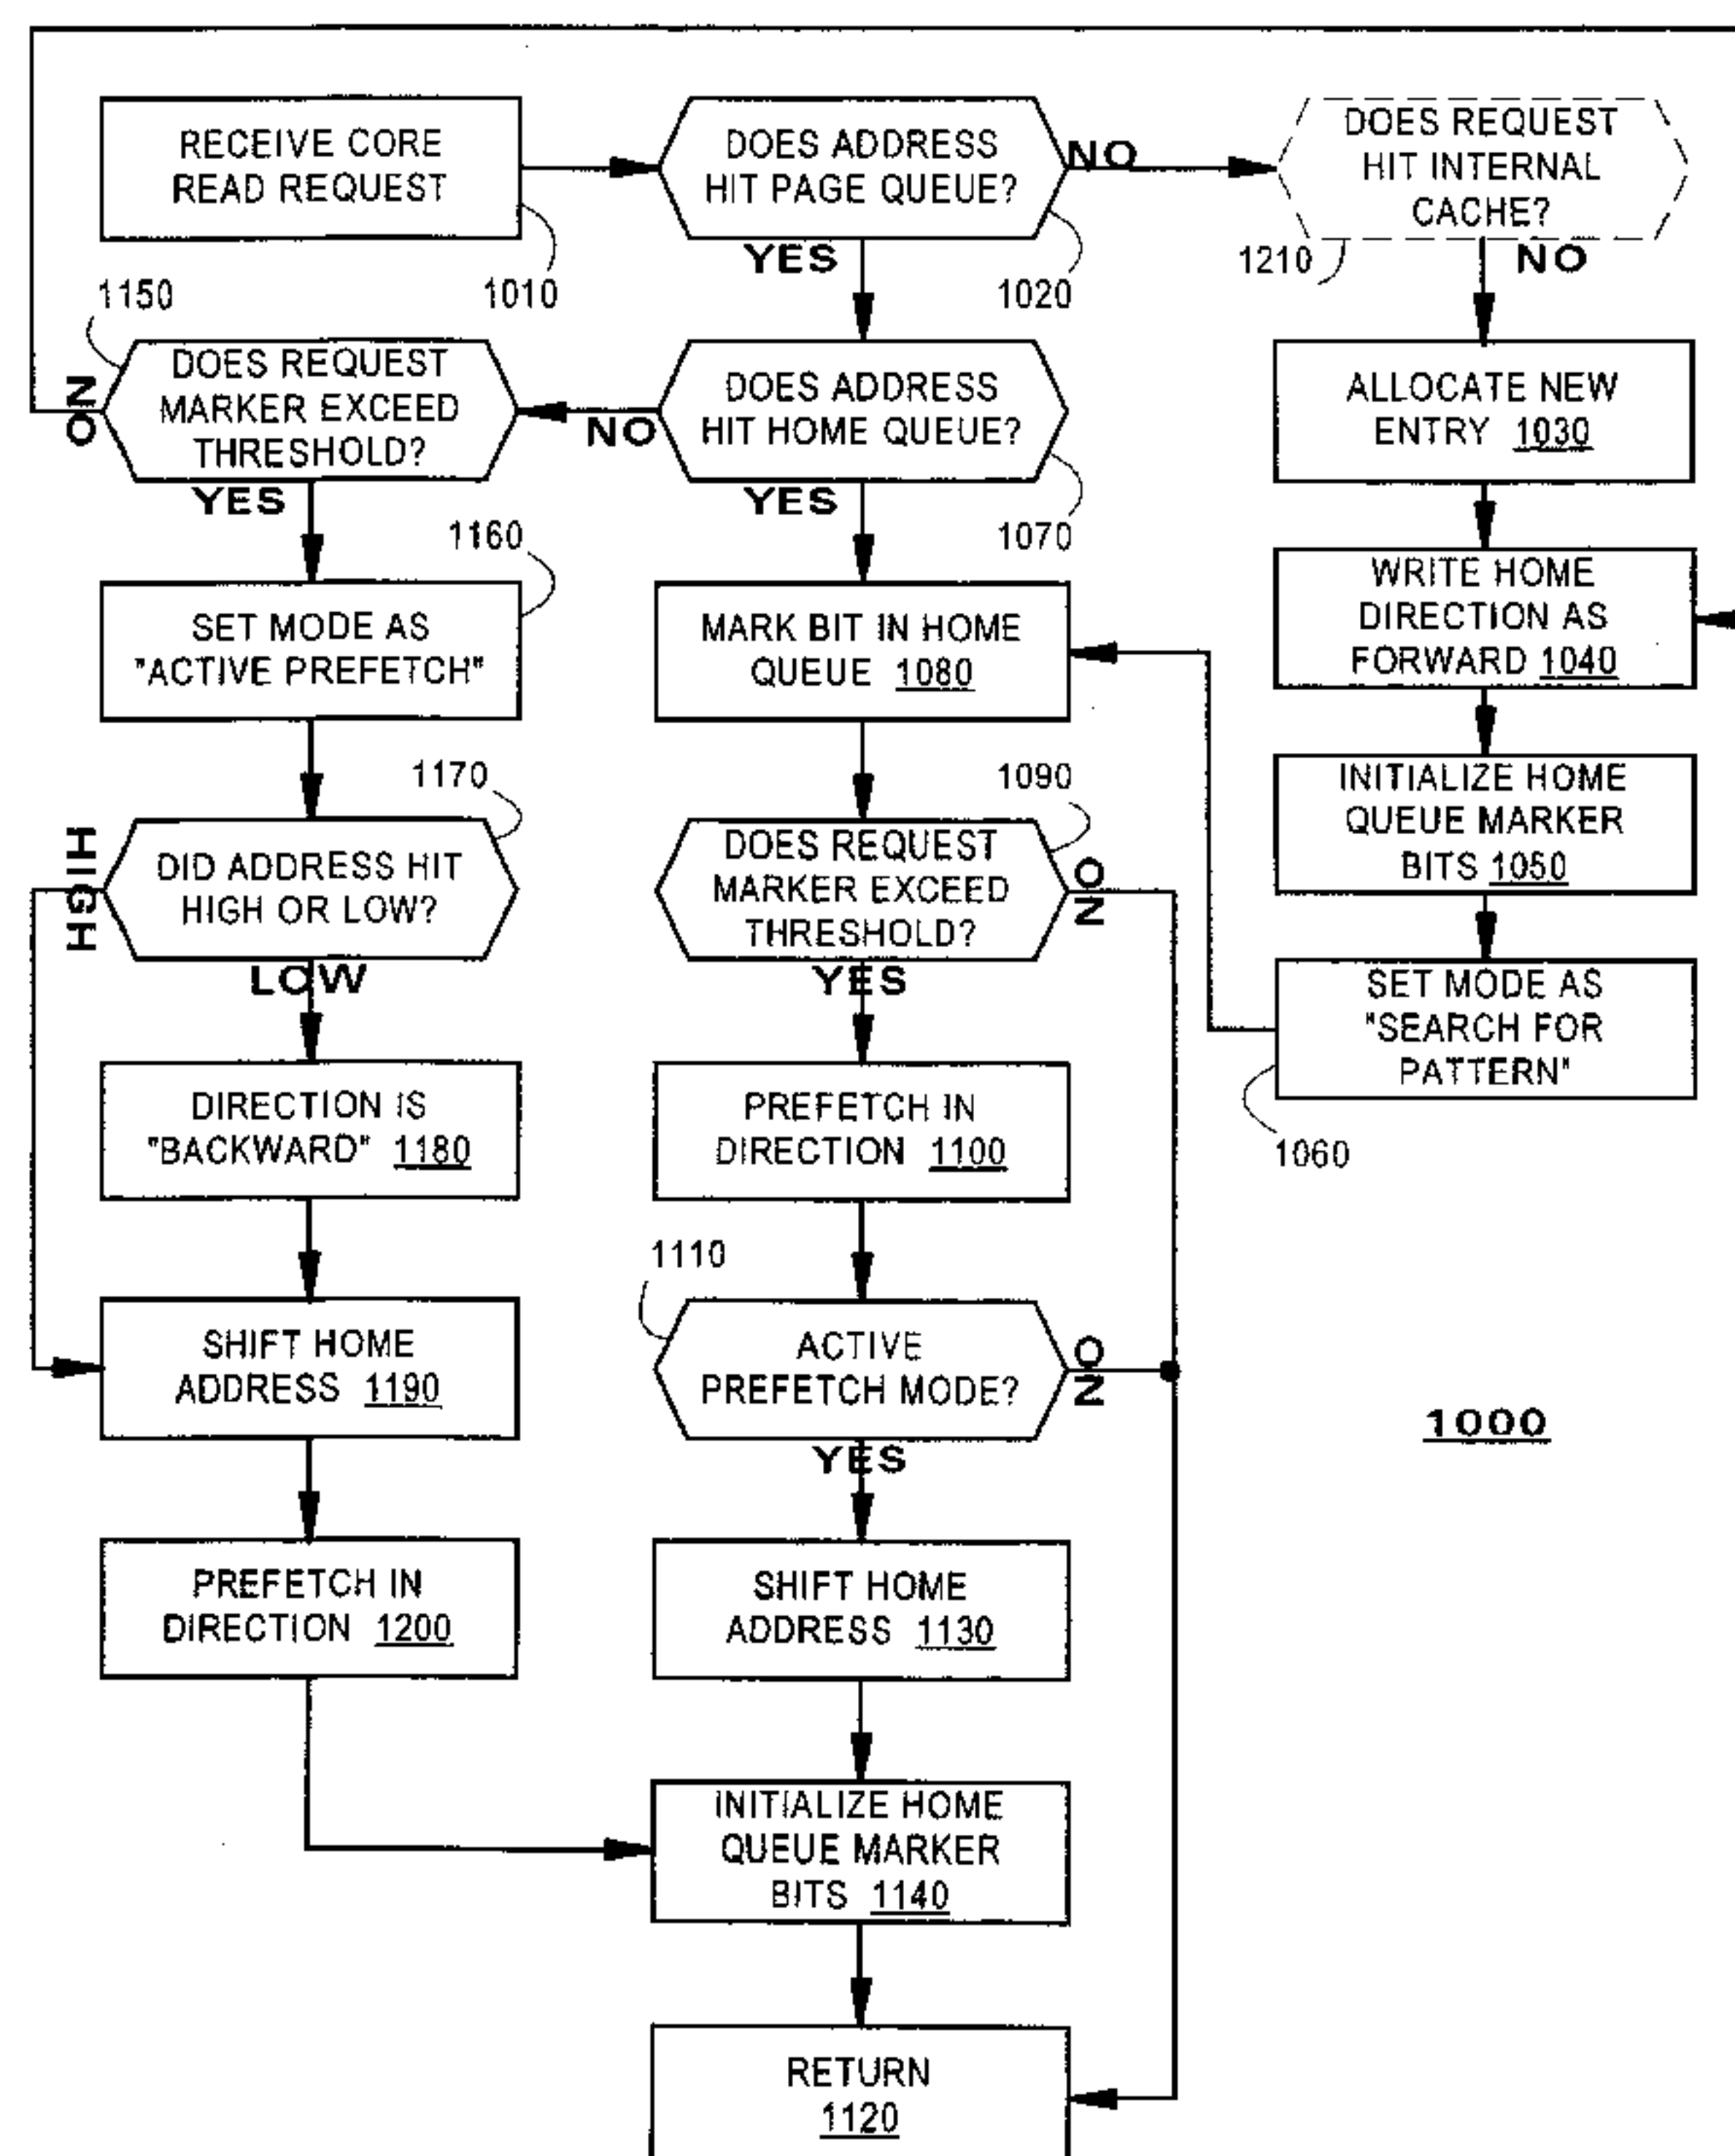 RECEIVE CORE
READ REQUEST
1010
DOES ADDRESS
HIT PAGE QUEUE?
1020
NO
YES
DOES REQUEST
HIT INTERNAL
CACHE?
1210
NO
1150
DOES REQUEST
MARKER EXCEED
THRESHOLD?
NO
YES
DOES ADDRESS
HIT HOME QUEUE?
NO
YES
1070
ALLOCATE NEW
ENTRY 1030
1160
SET MODE AS
"ACTIVE PREFETCH"
MARK BIT IN HOME
QUEUE 1080
WRITE HOME
DIRECTION AS
FORWARD 1040
1170
DID ADDRESS HIT
HIGH OR LOW?
HIGH
LOW
1090
DOES REQUEST
MARKER EXCEED
THRESHOLD?
NO
YES
INITIALIZE HOME
QUEUE MARKER
BITS 1050
SET MODE AS
"SEARCH FOR
PATTERN"
1060
DIRECTION IS
"BACKWARD" 1180
PREFETCH IN
DIRECTION 1100
1110
SHIFT HOME
ADDRESS 1190
ACTIVE
PREFETCH MODE?
NO
YES
1000
PREFETCH IN
DIRECTION 1200
SHIFT HOME
ADDRESS 1130
INITIALIZE HOME
QUEUE MARKER
BITS 1140
RETURN
1120